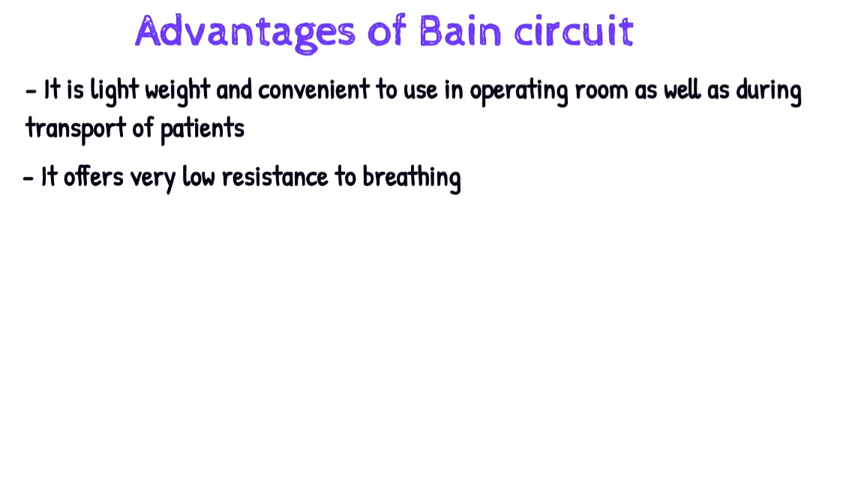 Advantages of Bain circuit
- It is light weight and convenient to use in operating room as well as during
transport of patients
- It offers very low resistance to breathing